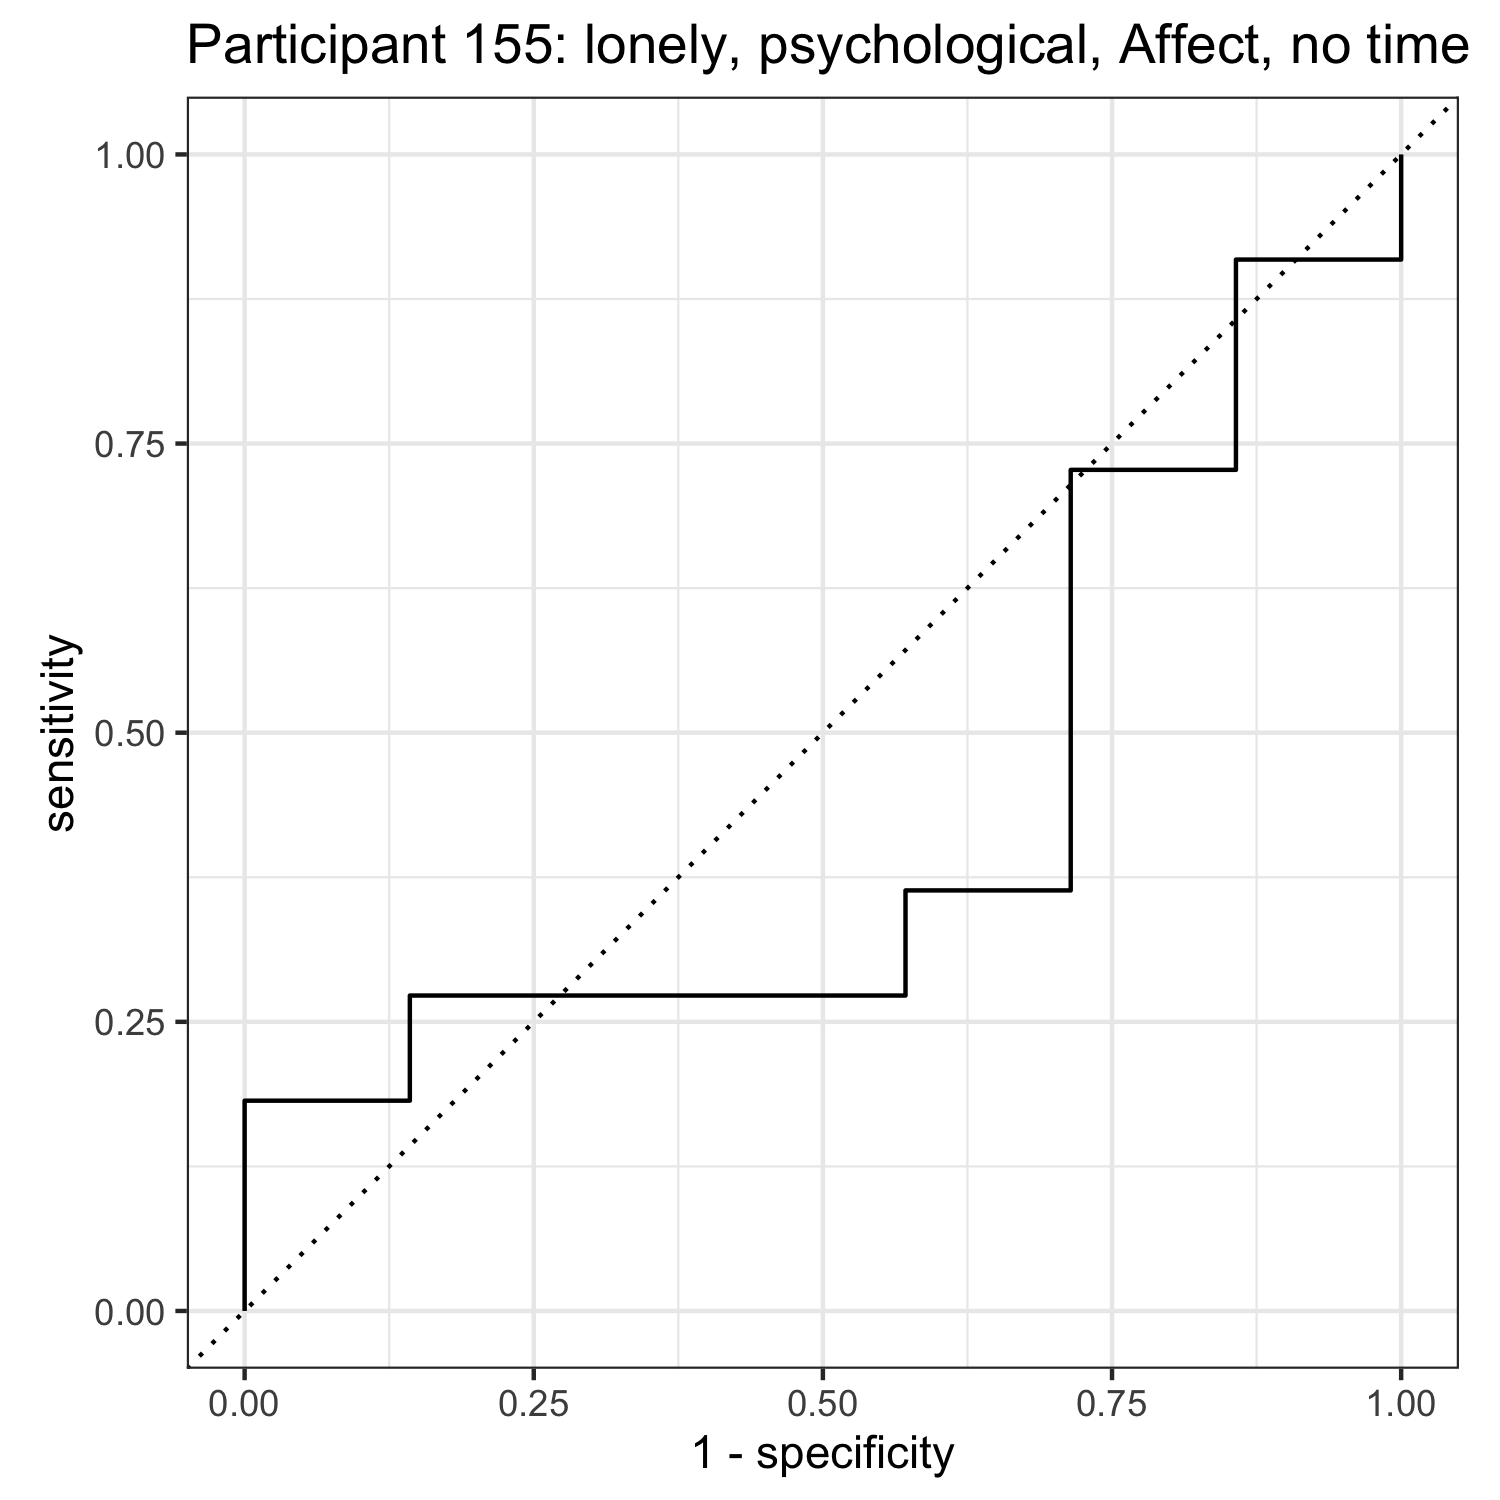 Participant 155: lonely, psychological, Affect, no time
1.00
0.75
0.50
0.25
0.00
sensitivity
0.00 0.25 0.50 0.75 1.00
1 - specificity